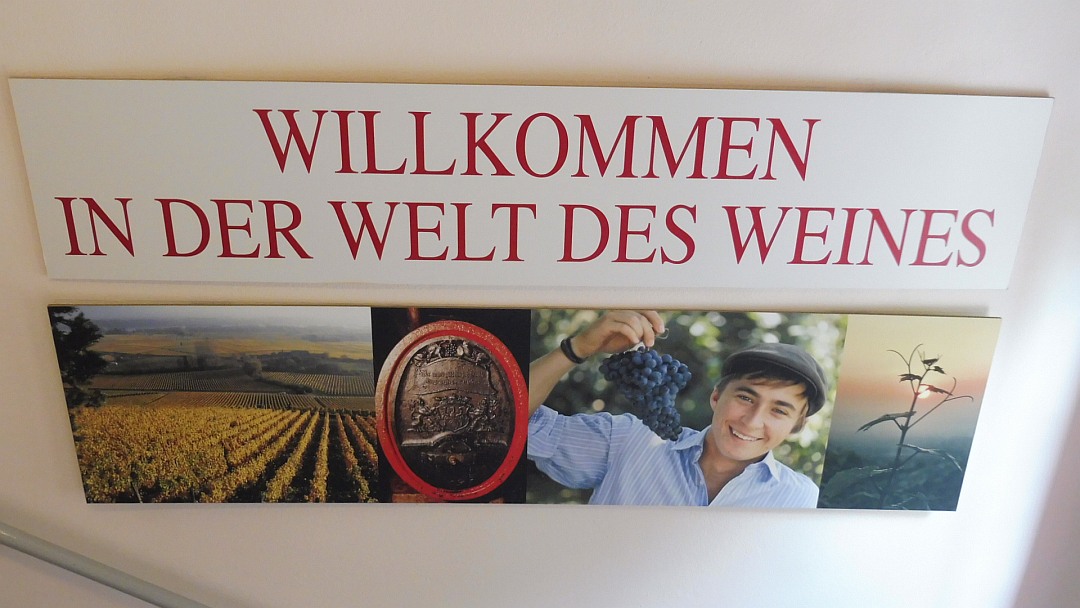 WILLKOMMEN
IN DER WELT DES WEINES